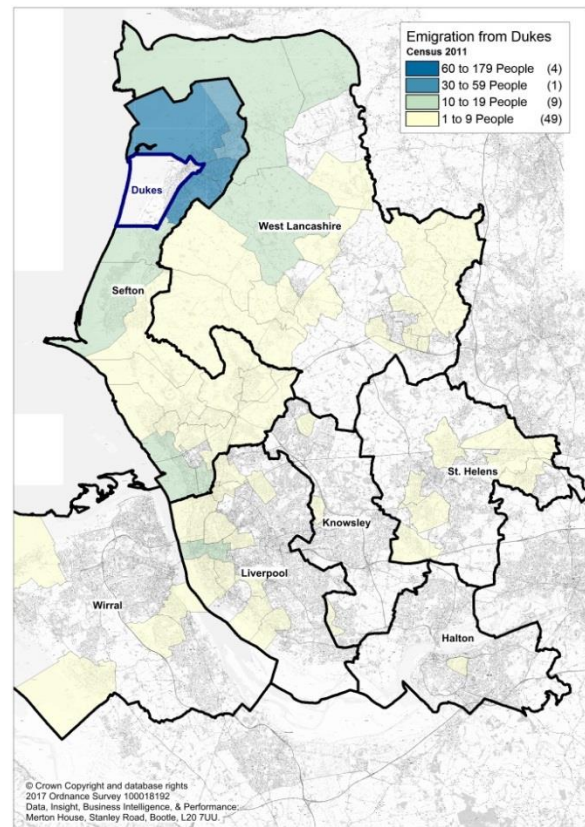 Emigration from Dukes
Census 2011
60 to 179 People (4)
30 to 59 People (1)
10 to 19 People (9)
1 to 9 People (49)
Dukes
West Lancashire
Sefton
St. Helens
Knowsley
Liverpool
Wirral
Halton
© Crown Copyright and database rights
2017 Ordnance Survey 100018192
Data, Insight, Business Intelligence, & Performance:
Merton House, Stanley Road, Bootle, L20 7UU.